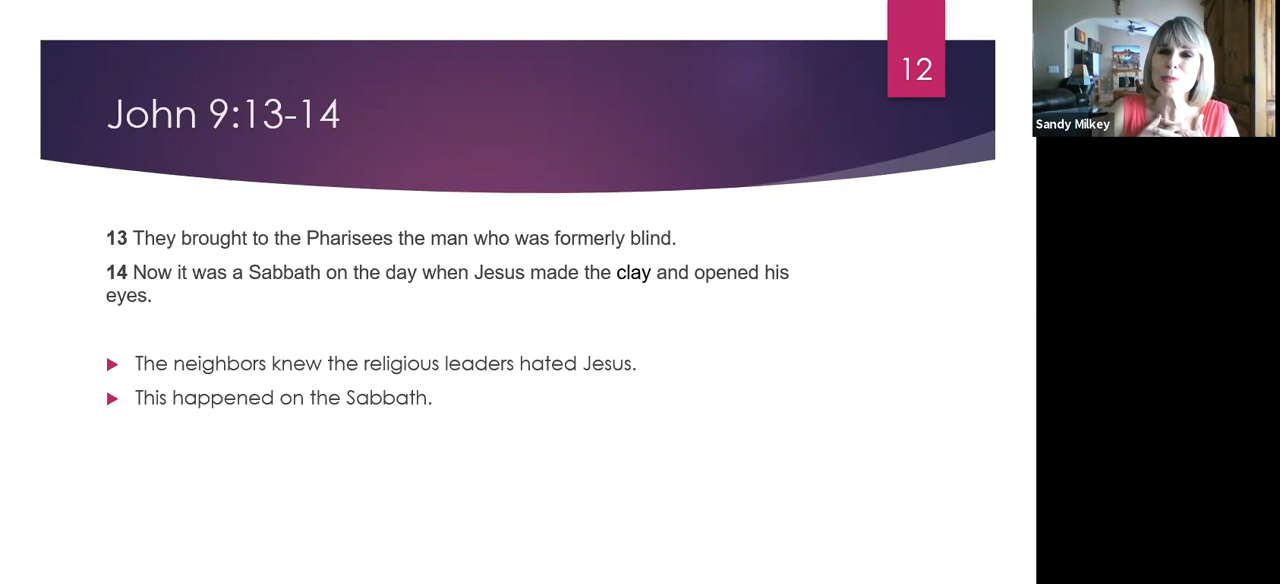 12
John 9:13-14
Sandy Milkey
13 They brought to the Pharisees the man who was formerly blind.
14 Now it was a Sabbath on the day when Jesus made the clay and opened his
eyes.
The neighbors knew the religious leaders hated Jesus.
This happened on the Sabbath.